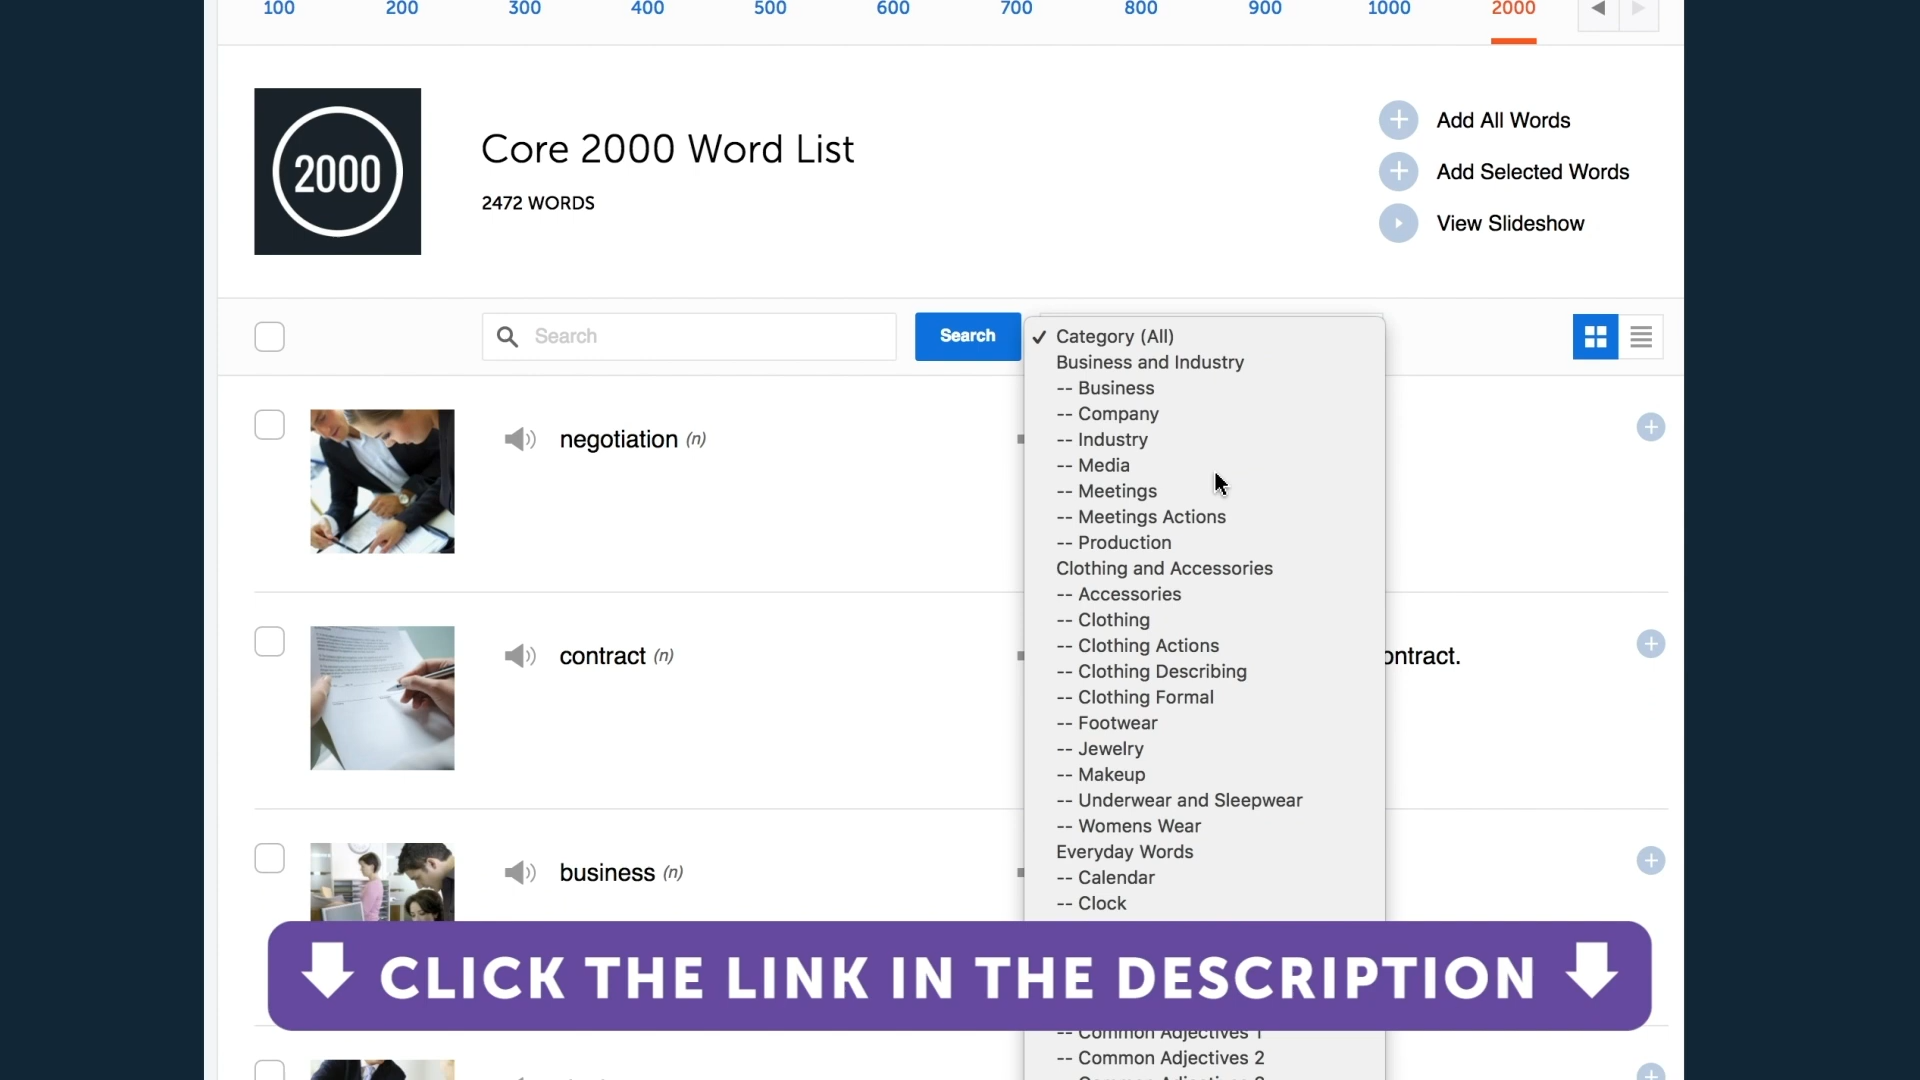 100 200 300 400 500 600 700 800 900 1000 2000
2000
Core 2000 Word List
2472 WORDS
Add All Words
Add Selected Words
View Slideshow
Search
Search
✓ Category (All)
Business and Industry
-- Business
-- Company
-- Industry
-- Media
-- Meetings
-- Meetings Actions
-- Production
Clothing and Accessories
-- Accessories
-- Clothing
-- Clothing Actions
-- Clothing Describing
-- Clothing Formal
-- Footwear
-- Jewelry
-- Makeup
-- Underwear and Sleepwear
-- Womens Wear
Everyday Words
-- Calendar
-- Clock
-- Common Adjectives 1
-- Common Adjectives 2
negotiation (n)
contract (n)
ontract.
business (n)
CLICK THE LINK IN THE DESCRIPTION